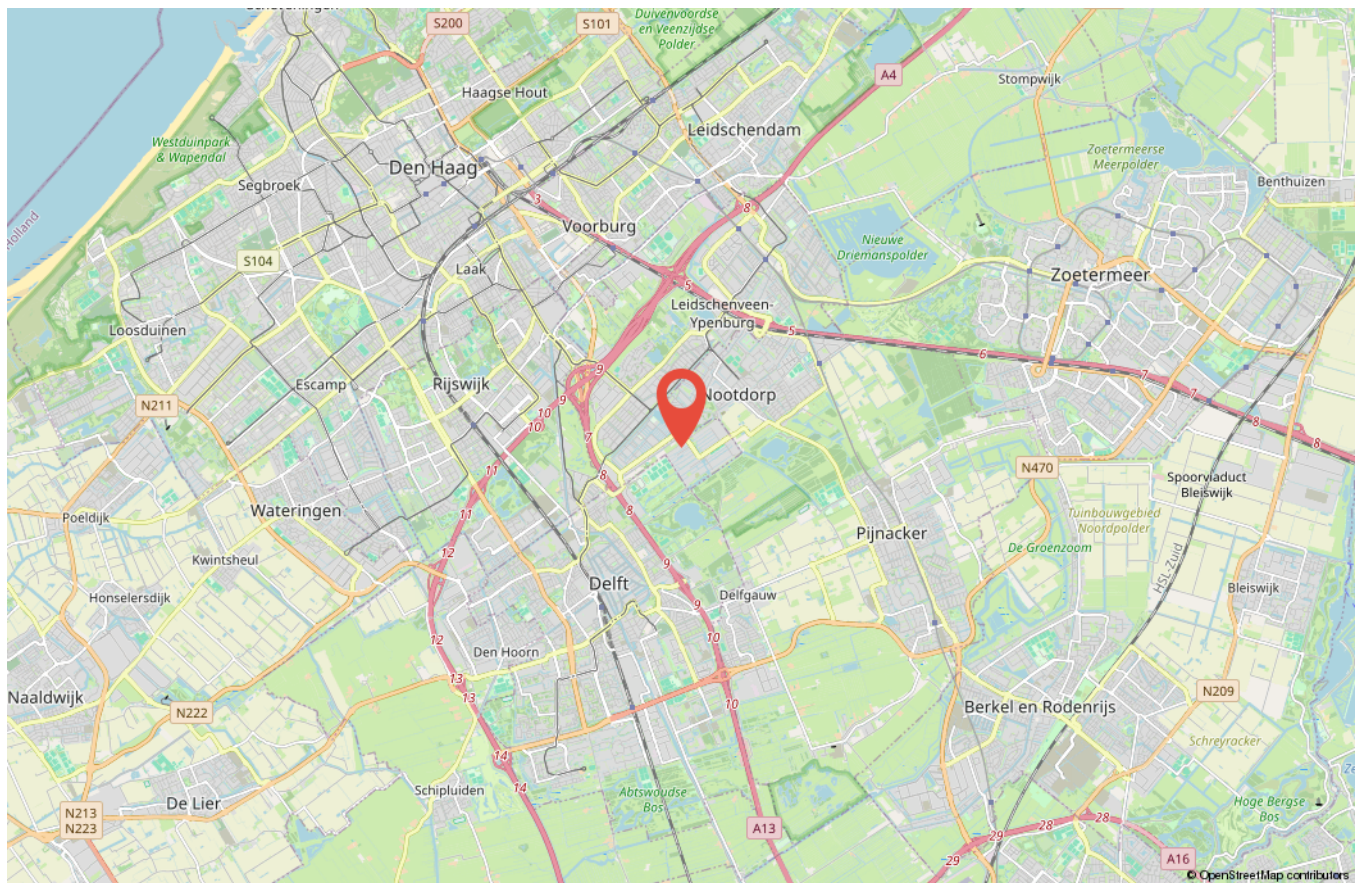 S200
S101
Duivenvoordse
en Veenzijdse
Polder
A4
Stompwijk
Haagse Hout
Leidschendam
Westduinpark
& Wapendal
Zoetermeerse
Meerpolder
Den Haag
Segbroek
3
8
Benthuizen
Holland
Voorburg
Nieuwe
Driemanspolder
S104
Laak
5
Zoetermeer
Leidschenveen-
Ypenburg
5
Loosduinen
6
9
7
Escamp
Rijswijk
9
7
Nootdorp
N211
10
10
8
7
8
11
8
N470
Spoorviaduct
Bleiswijk
Poeldijk
Wateringen
11
8
Tuinbouwgebied
Noordpolder
Pijnacker
De Groenzoom
12
Kwintsheul
9
HSL-Zuid
Delft
Bleiswijk
Honselersdijk
Delfgauw
9
12
10
Den Hoorn
13
13
Naaldwijk
N209
10
Berkel en Rodenrijs
N222
Schreyracker
14
14
Schipluiden
Abtswoudse
Bos
De Lier
Hoge Bergse
Bos
N213
N223
A13
28
28
29
29
A16
© OpenStreetMap contributors